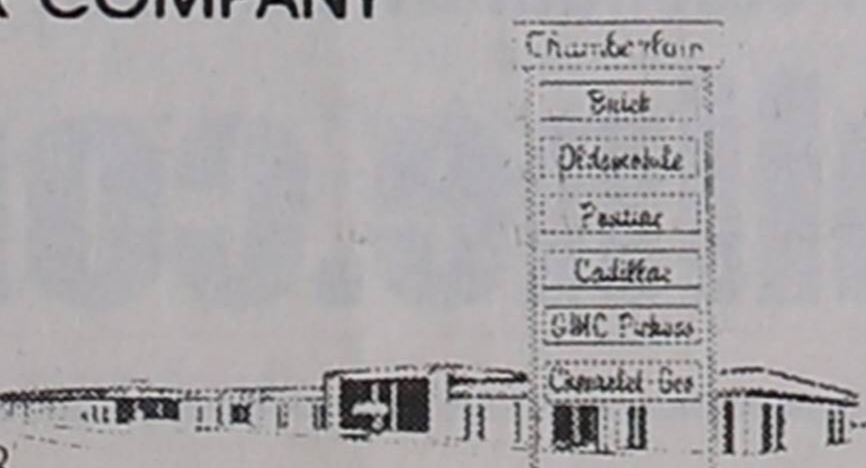 COMPANY
Chamberlain
Buick
Oldsmobile
Pontiac
Cadillac
GMC Pickups
Chevrolet-Geo